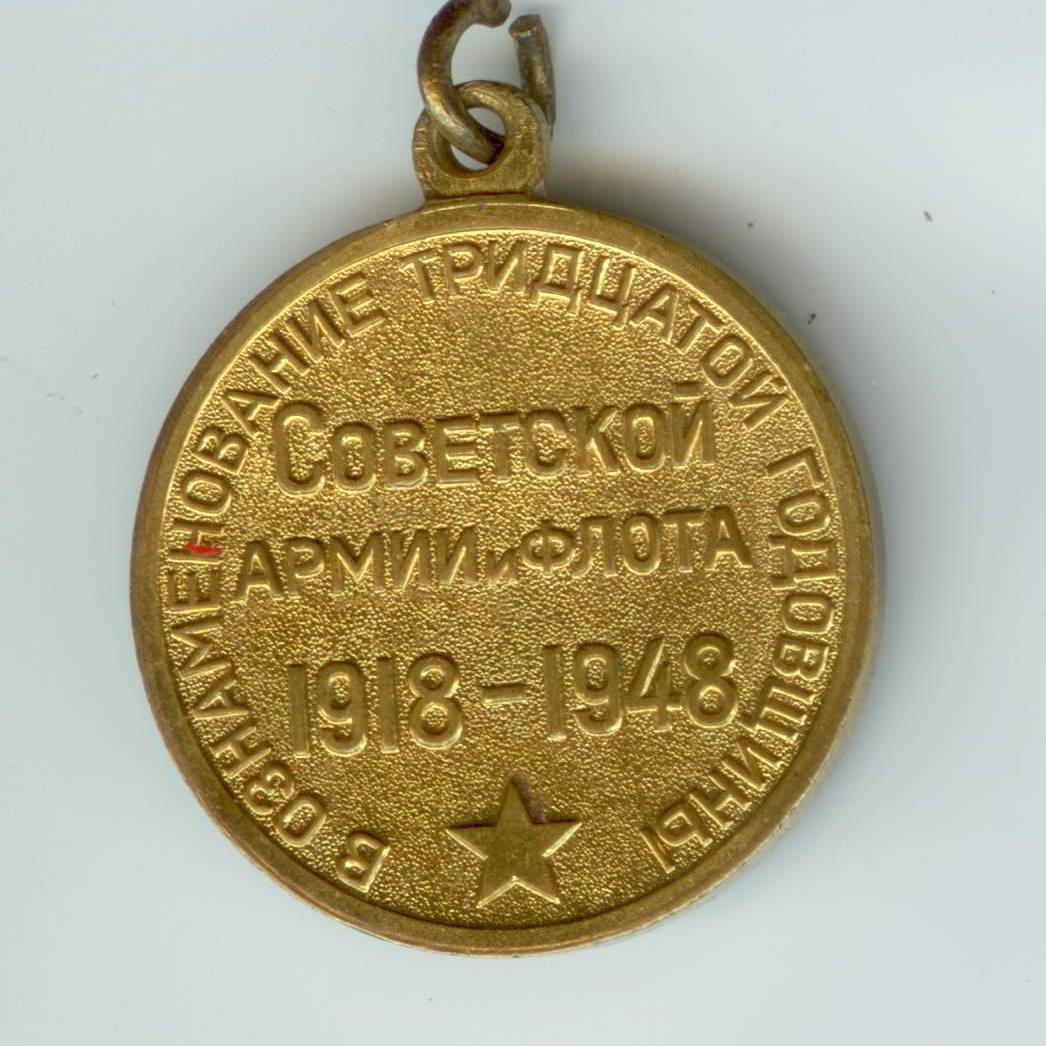 В ОЗНАМЕНОВАНИЕ ТРИДЦАТОЙ ГОДОВЩИНЫ
СОВЕТСКОЙ
АРМИИ и ФЛОТА
1918-1948